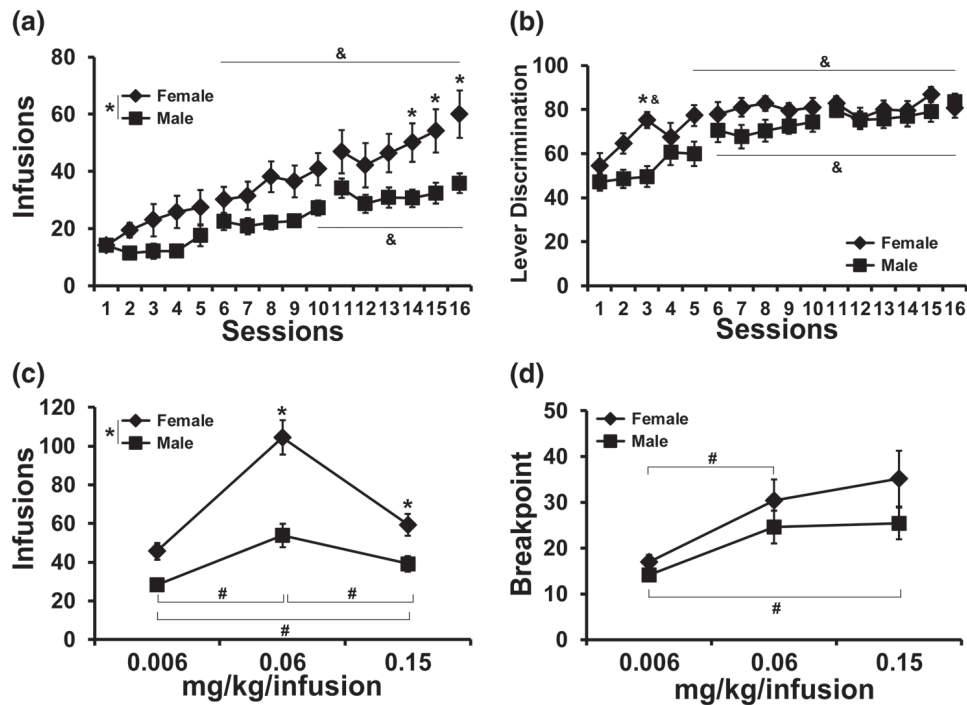 (a)
80
60
40
20
0
Infusions
* Female
Male
&
* * *
&
1 2 3 4 5 6 7 8 9 10 11 12 13 14 15 16
Sessions
(b)
100
80
60
40
20
0
Lever Discrimination
&
* &
&
Female
Male
1 2 3 4 5 6 7 8 9 10 11 12 13 14 15 16
Sessions
(c)
120
100
80
60
40
20
0
Infusions
* Female
Male
*
*
# #
#
0.006 0.06 0.15
mg/kg/infusion
(d)
50
40
30
20
10
0
Breakpoint
Female
Male
#
#
0.006 0.06 0.15
mg/kg/infusion